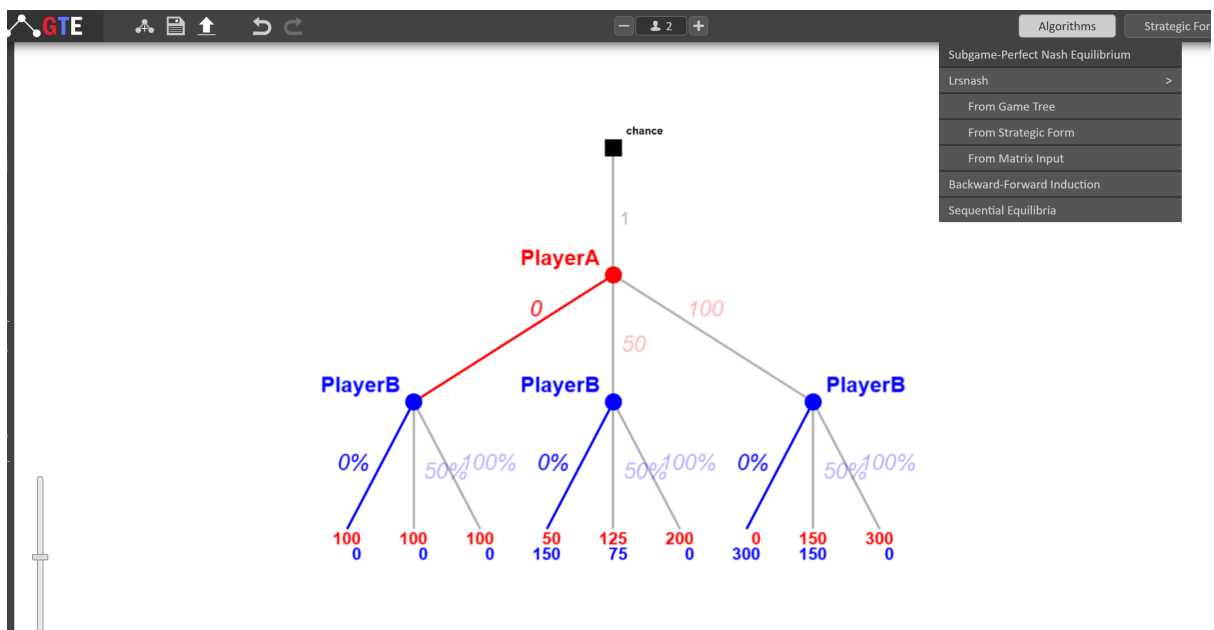 GTE
2
Algorithms
Strategic For
Subgame-Perfect Nash Equilibrium
Lrsnash >
From Game Tree
From Strategic Form
From Matrix Input
Backward-Forward Induction
Sequential Equilibria
chance
1
PlayerA
0 50 100
PlayerB PlayerB PlayerB
0% 50% 100% 0% 50% 100% 0% 50% 100%
100 100 100 50 125 200 0 150 300
0 0 0 150 75 0 300 150 0